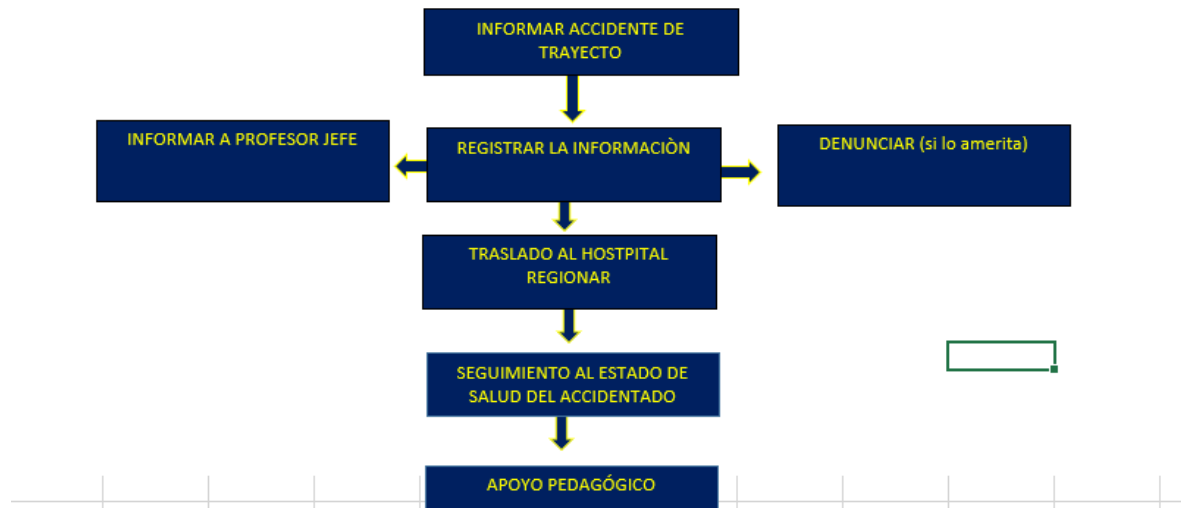 INFORMAR ACCIDENTE DE
TRAYECTO
INFORMAR A PROFESOR JEFE
REGISTRAR LA INFORMACIÒN
DENUNCIAR (si lo amerita)
TRASLADO AL HOSTPITAL
REGIONAR
SEGUIMIENTO AL ESTADO DE
SALUD DEL ACCIDENTADO
APOYO PEDAGÓGICO